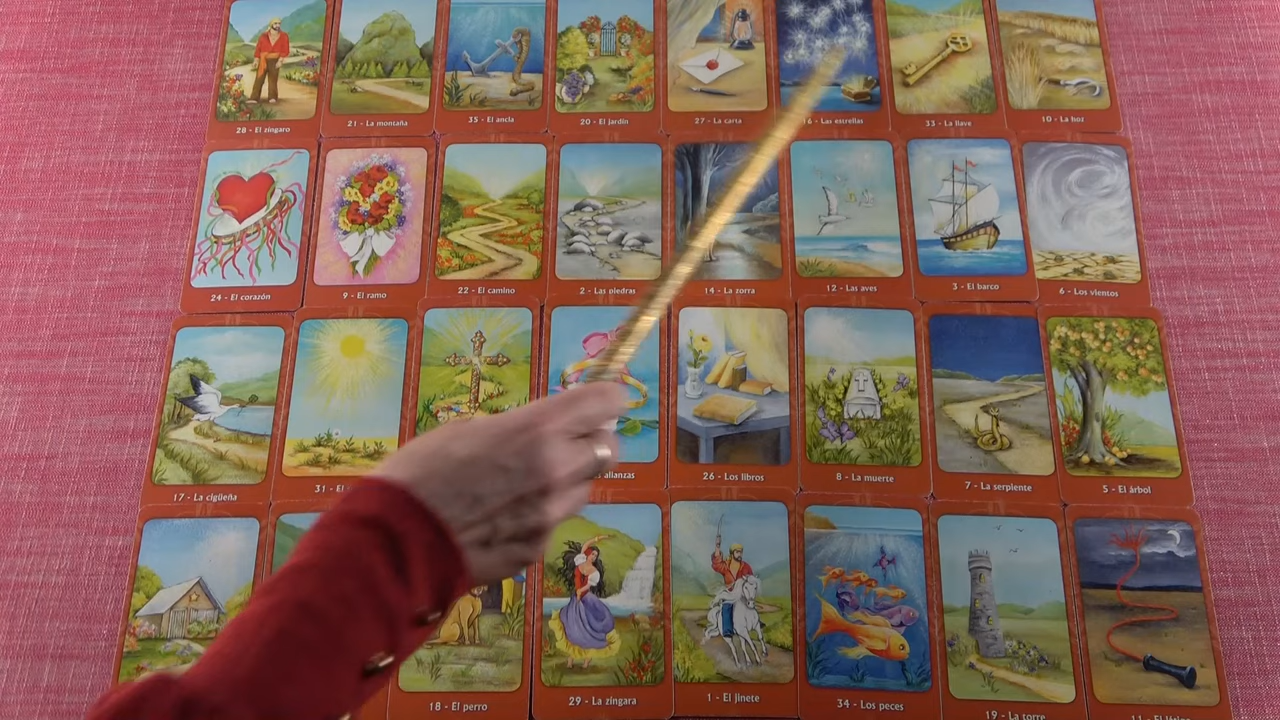 28 - El zíngaro
21 - La montaña
35 - El ancla
20 - El jardín
27 - La carta
16 - Las estrellas
33 - La llave
10 - La hoz
24 - El corazón
9 - El ramo
22 - El camino
2 - Las piedras
14 - La zorra
12 - Las aves
3 - El barco
6 - Los vientos
17 - La cigüeña
31 - El
alianzas
26 - Los libros
8 - La muerte
7 - La serpiente
5 - El árbol
18 - El perro
29 - La zíngara
1 - El Jinete
34 - Los peces
19 - La torre